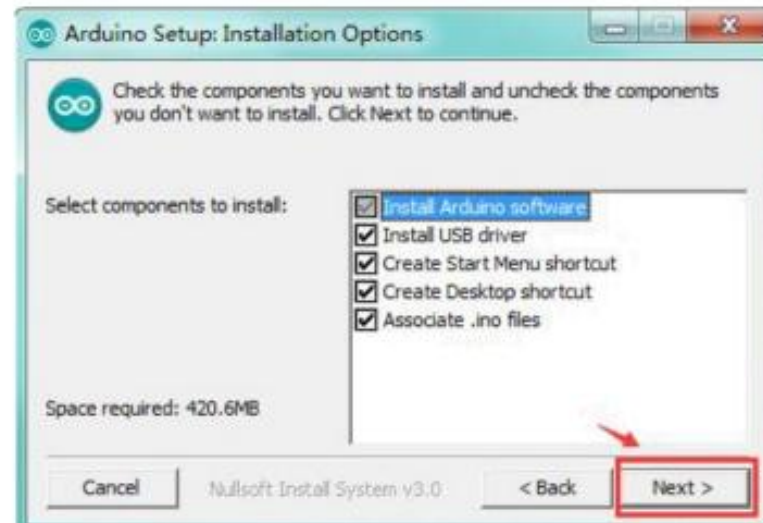 Arduino Setup: Installation Options
Check the components you want to install and uncheck the components
you don't want to install. Click Next to continue.
Select components to install:
Install Arduino software
Install USB driver
Create Start Menu shortcut
Create Desktop shortcut
Associate .ino files
Space required: 420.6MB
Cancel
Nullsoft Install System v3.0
< Back
Next >